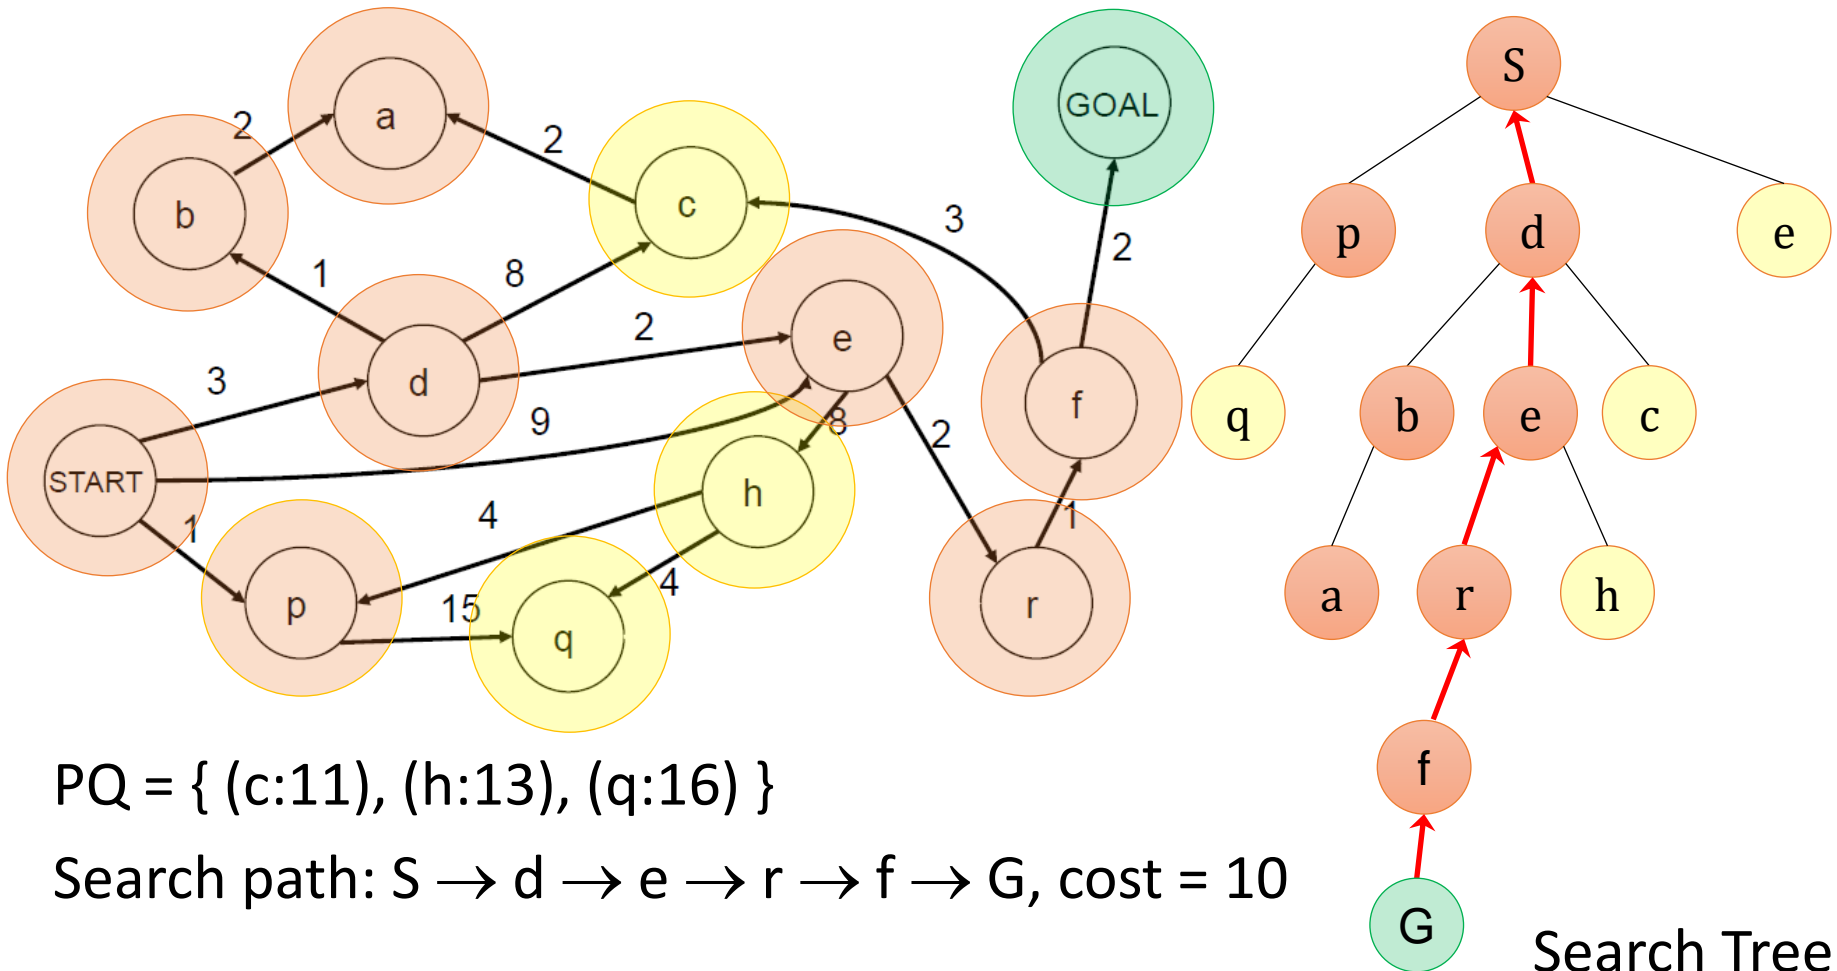 S
GOAL
a
2
2
c
b
3
p
d
e
2
1
8
2
e
3
d
f
q
b
e
c
9
8
2
START
h
1
4
1
4
15
p
r
q
a
r
h
f
PQ = { (c:11), (h:13), (q:16) }
Search path: S → d → e → r → f → G, cost = 10
G
Search Tree